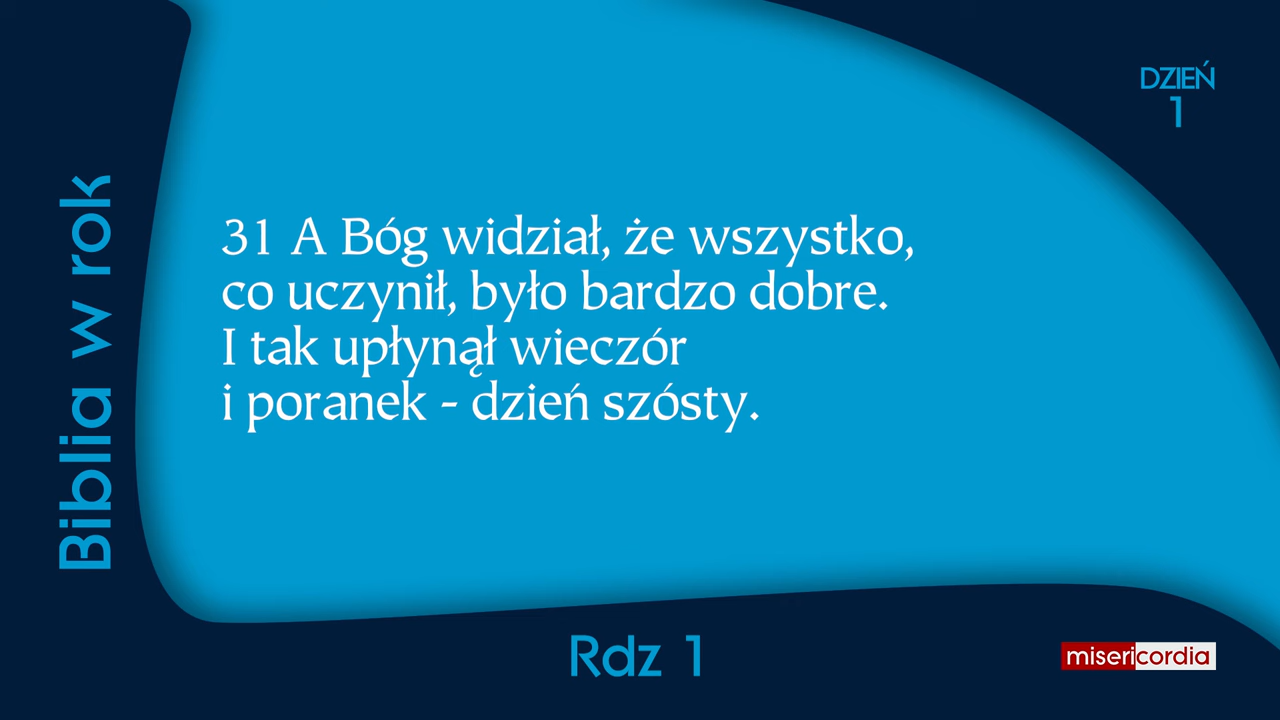 DZIEŃ
1
Biblia w rok
31 A Bóg widział, że wszystko,
co uczynił, było bardzo dobre.
I tak upłynął wieczór
i poranek - dzień szósty.
Rdz 1
misericordia